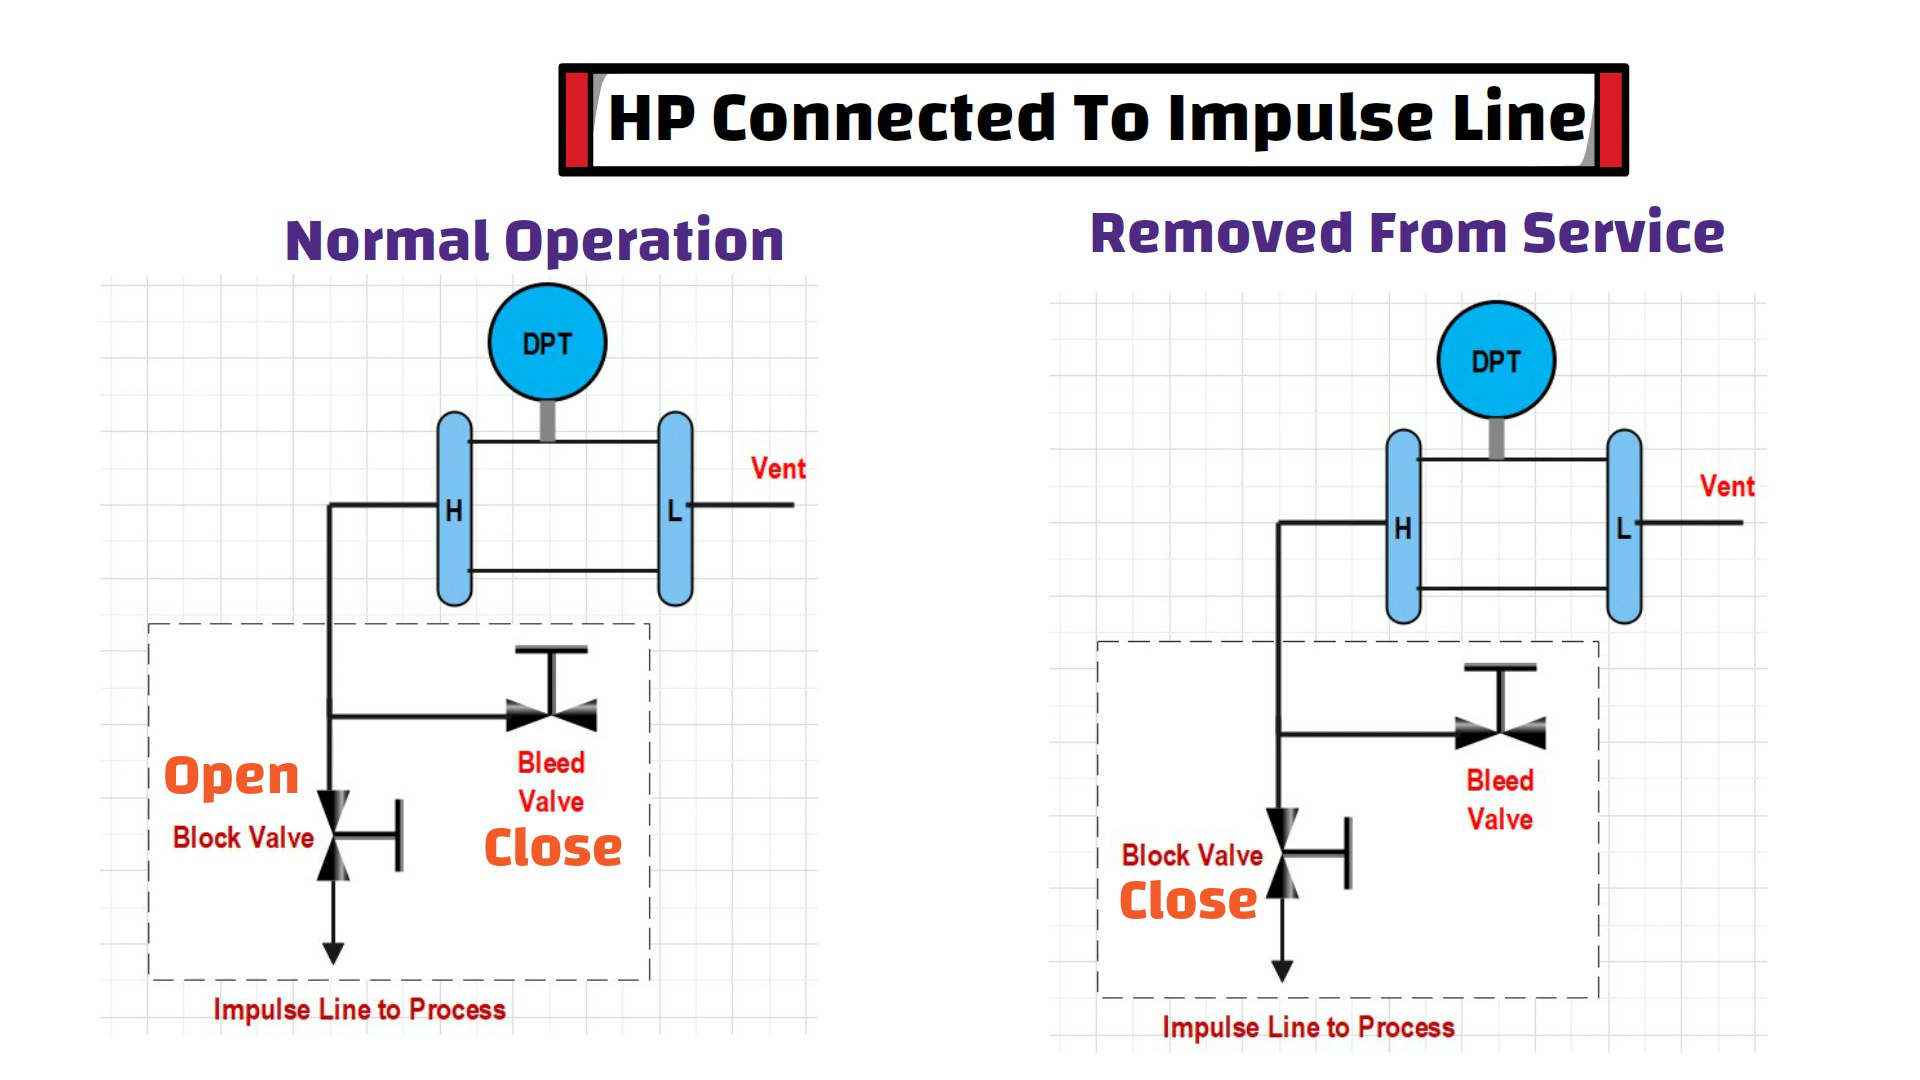 HP Connected To Impulse Line
Normal Operation
DPT
Vent
H
L
Open
Block Valve
Bleed
Valve
Close
Impulse Line to Process
Removed From Service
DPT
Vent
H
L
Bleed
Valve
Block Valve
Close
Impulse Line to Process